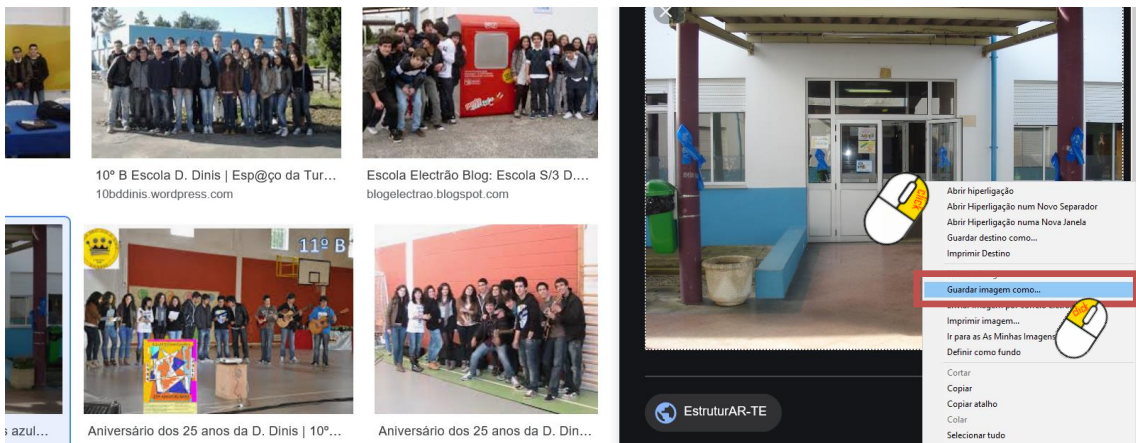 10º B Escola D. Dinis | Esp@ço da Tur...
10bddinis.wordpress.com
Escola Electrão Blog: Escola S/3 D....
blogelectrao.blogspot.com
11º B
s azul...
Aniversário dos 25 anos da D. Dinis | 10º...
Aniversário dos 25 anos da D. Din...
click
Abrir hiperligação
Abrir Hiperligação num Novo Separador
Abrir Hiperligação numa Nova Janela
Guardar destino como...
Imprimir Destino
Guardar imagem como...
click
Imprimir imagem...
Ir para as As Minhas Imagens
Definir como fundo
Cortar
Copiar
Copiar atalho
Colar
Selecionar tudo
EstruturAR-TE